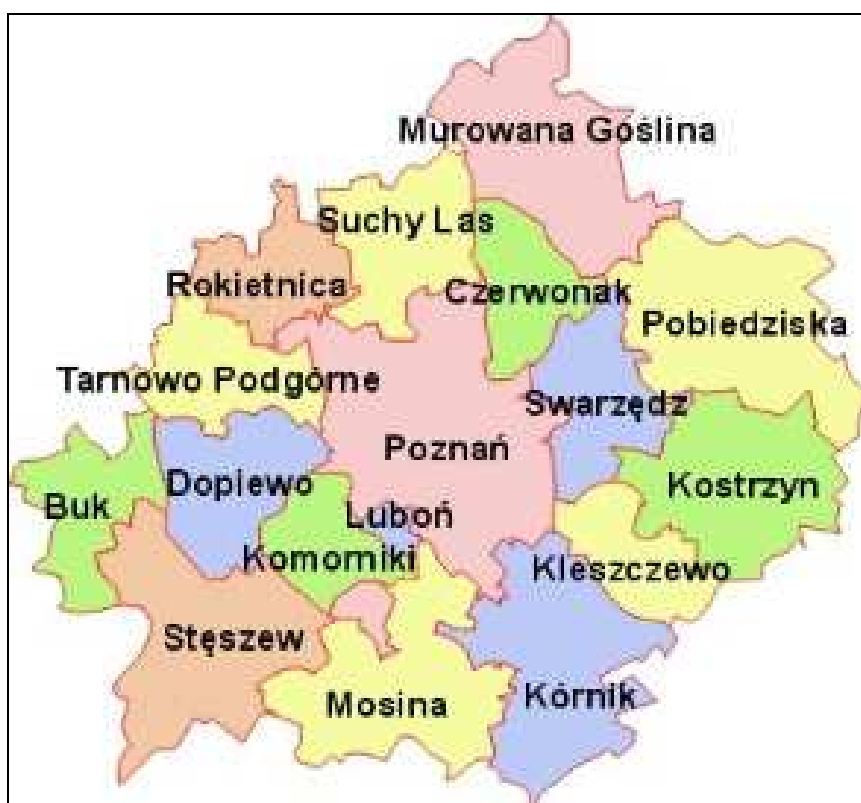 Murowana Goślina
Suchy Las
Rokietnica
Czerwonak
Pobiedziska
Tarnowo Podgórne
Swarzędz
Poznań
Dopiewo
Kostrzyn
Buk
Luboń
Komorniki
Kleszczewo
Stęszew
Mosina
Kórnik